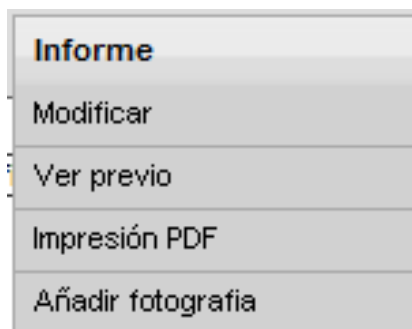 Informe
Modificar
Ver previo
Impresión PDF
Añadir fotografia